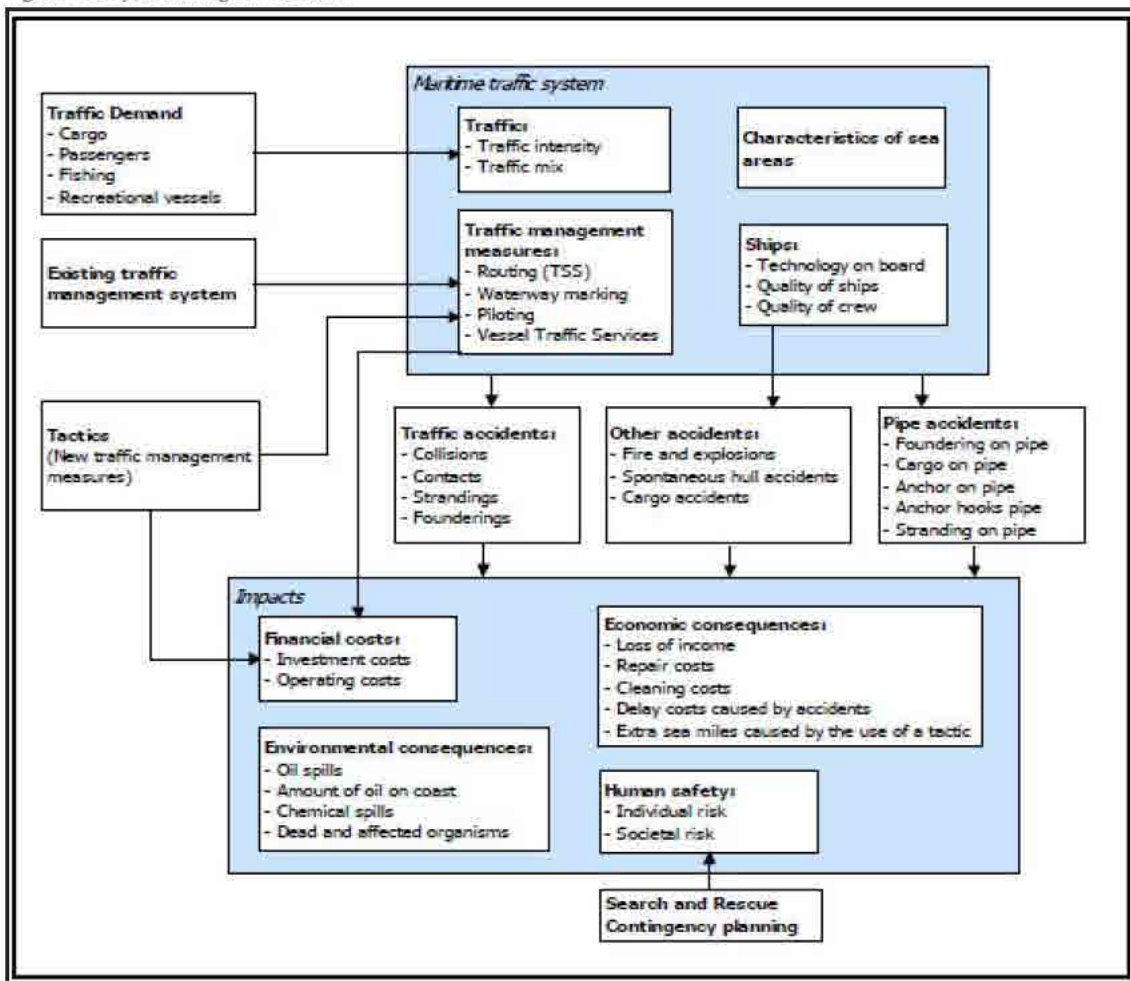 Maritime traffic system
Traffic Demand
- Cargo
- Passengers
- Fishing
- Recreational vessels
Traffic:
- Traffic intensity
- Traffic mix
Characteristics of sea
areas
Existing traffic
management system
Traffic management
measures:
- Routing (TSS)
- Waterway marking
- Piloting
- Vessel Traffic Services
Ships:
- Technology on board
- Quality of ships
- Quality of crew
Tactics
(New traffic management
measures)
Traffic accidents:
- Collisions
- Contacts
- Strandings
- Founderings
Other accidents:
- Fire and explosions
- Spontaneous hull accidents
- Cargo accidents
Pipe accidents:
- Foundering on pipe
- Cargo on pipe
- Anchor on pipe
- Anchor hooks pipe
- Stranding on pipe
Impacts
Financial costs:
- Investment costs
- Operating costs
Economic consequences:
- Loss of income
- Repair costs
- Cleaning costs
- Delay costs caused by accidents
- Extra sea miles caused by the use of a tactic
Environmental consequences:
- Oil spills
- Amount of oil on coast
- Chemical spills
- Dead and affected organisms
Human safety:
- Individual risk
- Societal risk
Search and Rescue
Contingency planning